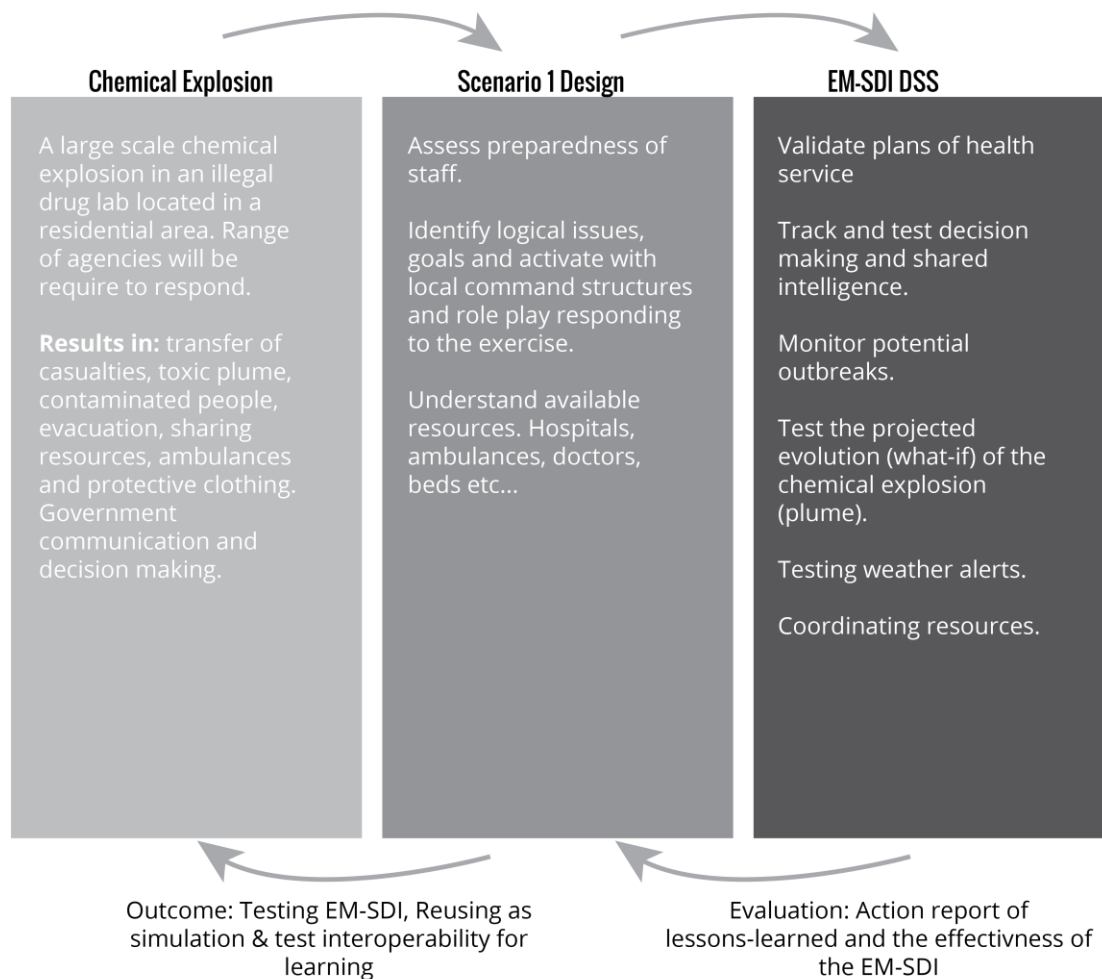 Chemical Explosion
A large scale chemical
explosion in an illegal
drug lab located in a
residential area. Range
of agencies will be
require to respond.
Results in: transfer of
casualties, toxic plume,
contaminated people,
evacuation, sharing
resources, ambulances
and protective clothing.
Government
communication and
decision making.
Scenario 1 Design
Assess preparedness of
staff.
Identify logical issues,
goals and activate with
local command structures
and role play responding
to the exercise.
Understand available
resources. Hospitals,
ambulances, doctors,
beds etc...
EM-SDI DSS
Validate plans of health
service
Track and test decision
making and shared
intelligence.
Monitor potential
outbreaks.
Test the projected
evolution (what-if) of the
chemical explosion
(plume).
Testing weather alerts.
Coordinating resources.
Outcome: Testing EM-SDI, Reusing as
simulation & test interoperability for
learning
Evaluation: Action report of
lessons-learned and the effectivness of
the EM-SDI